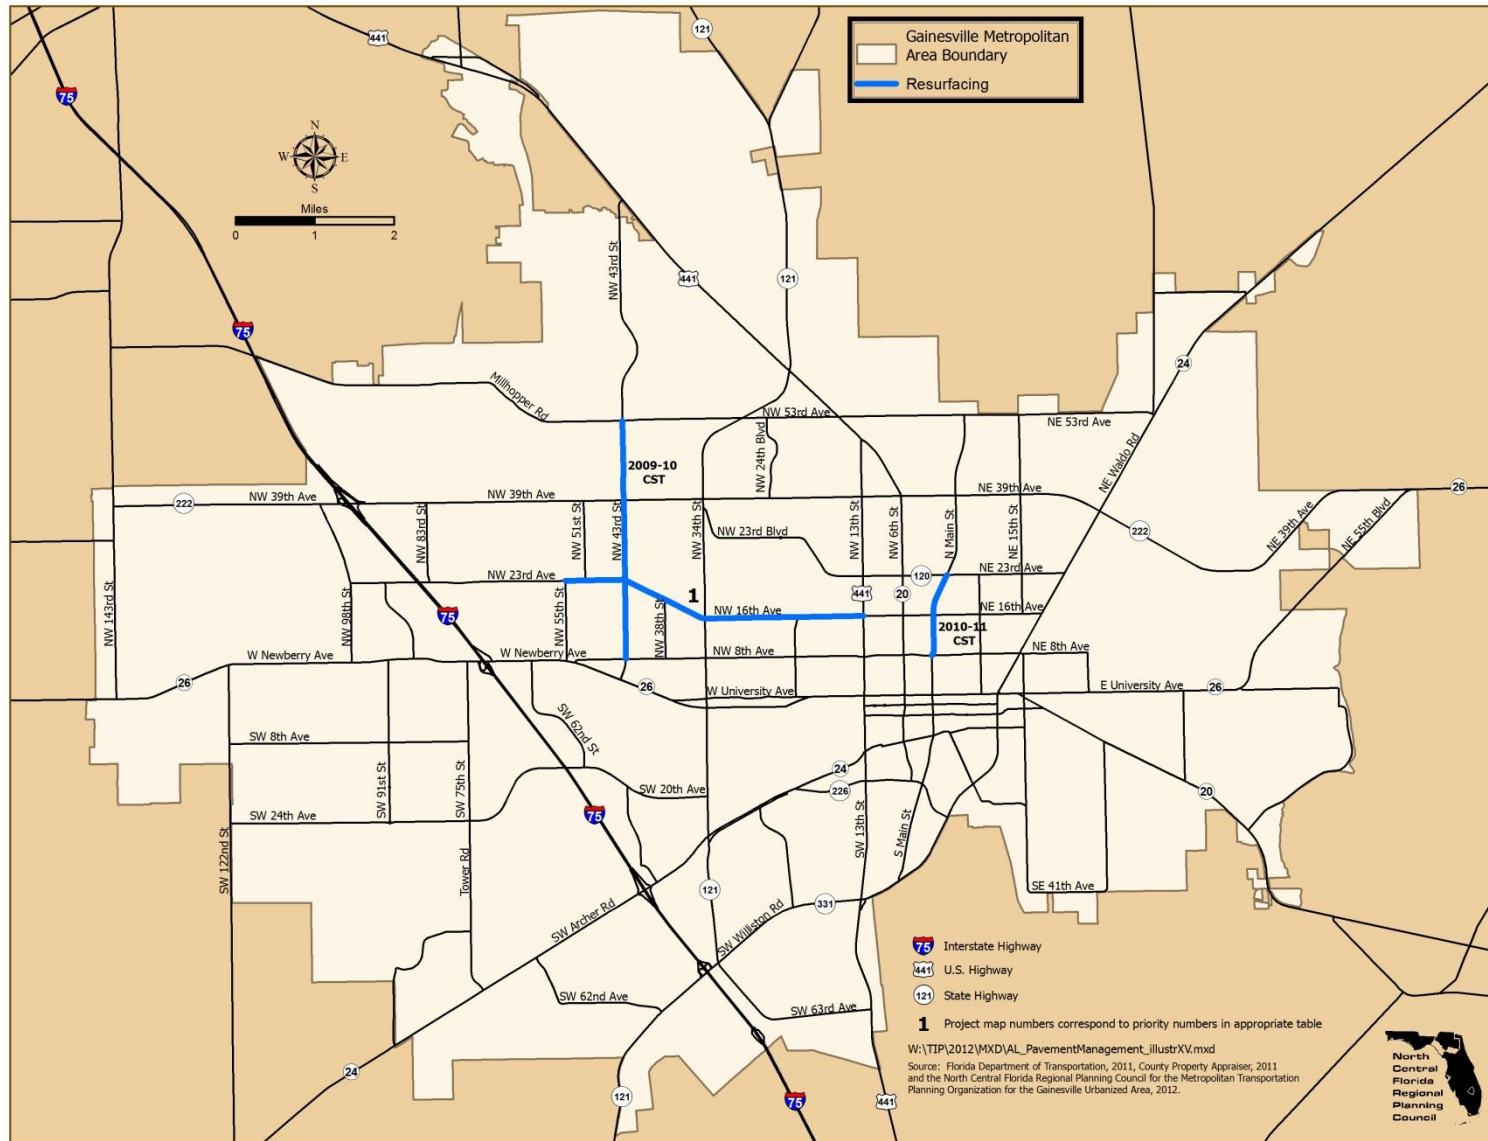 Gainesville Metropolitan
Area Boundary
Resurfacing
441
121
75
N
W
E
S
Miles
0
1
2
NW 43rd St
441
121
75
24
Millhopper Rd
NW 53rd Ave
NE 53rd Ave
NW 24th Blvd
NE Waldo Rd
2009-10
CST
222
NW 39th Ave
NW 39th Ave
NE 39th Ave
26
NW 83rd St
NW 51st St
NW 43rd St
NW 34th St
NW 23rd Blvd
NW 13th St
NW 6th St
N Main St
NE 15th St
222
NE 39th Ave
NE 55th Blvd
NW 23rd Ave
120
NE 23rd Ave
NW 143rd St
NW 98th St
75
NW 55th St
NW 38th St
1
NW 16th Ave
441
20
NE 16th Ave
2010-11
CST
W Newberry Ave
W Newberry Ave
NW 8th Ave
NE 8th Ave
26
26
W University Ave
E University Ave
26
SW 62nd St
SW 8th Ave
SW 91st St
SW 75th St
24
226
SW 20th Ave
20
SW 24th Ave
75
SW 122nd St
Tower Rd
SW 13th St
S Main St
121
SE 41th Ave
SW Archer Rd
SW Williston Rd
331
SW 62nd Ave
SW 63rd Ave
24
121
75
441
75 Interstate Highway
441 U.S. Highway
121 State Highway
1 Project map numbers correspond to priority numbers in appropriate table
W:\TIP\2012\MXD\AL_PavementManagement_illustrXV.mxd
Source: Florida Department of Transportation, 2011, County Property Appraiser, 2011
and the North Central Florida Regional Planning Council for the Metropolitan Transportation
Planning Organization for the Gainesville Urbanized Area, 2012.
North
Central
Florida
Regional
Planning
Council